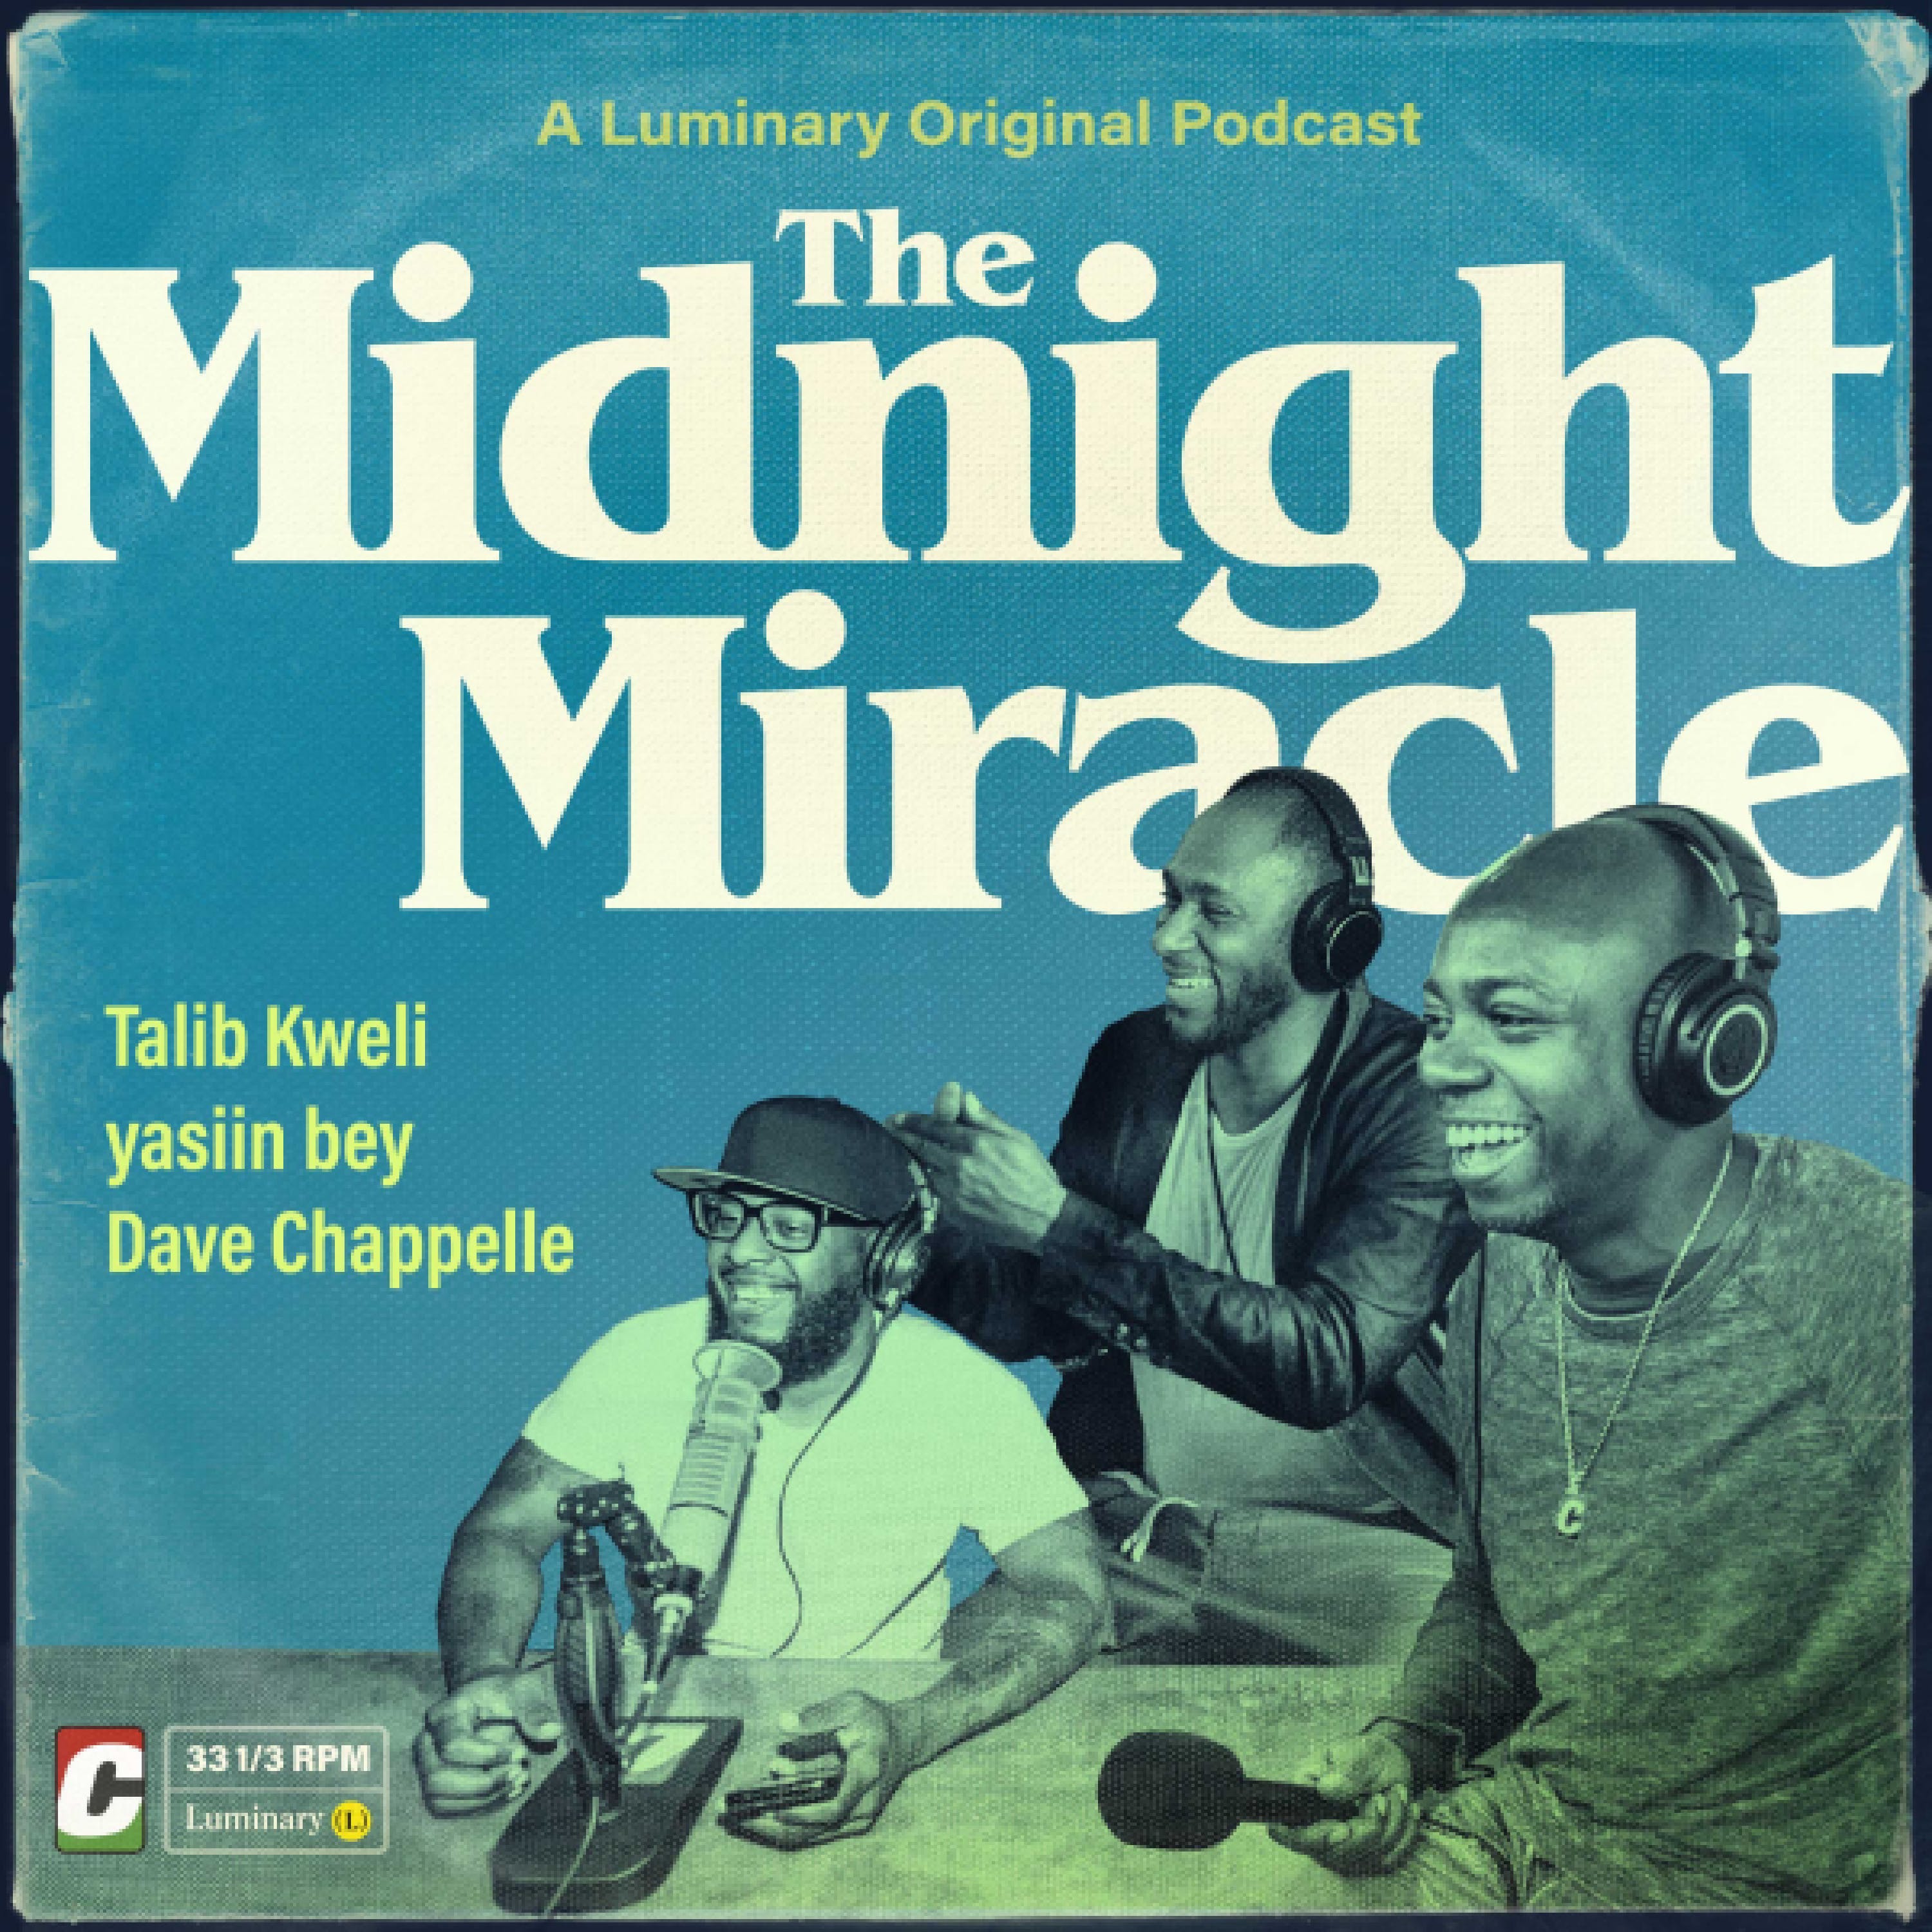 A Luminary Original Podcast
The
Midnight
Miracle
Talib Kweli
yasiin bey
Dave Chappelle
C
C
33 1/3 RPM
Luminary (L)